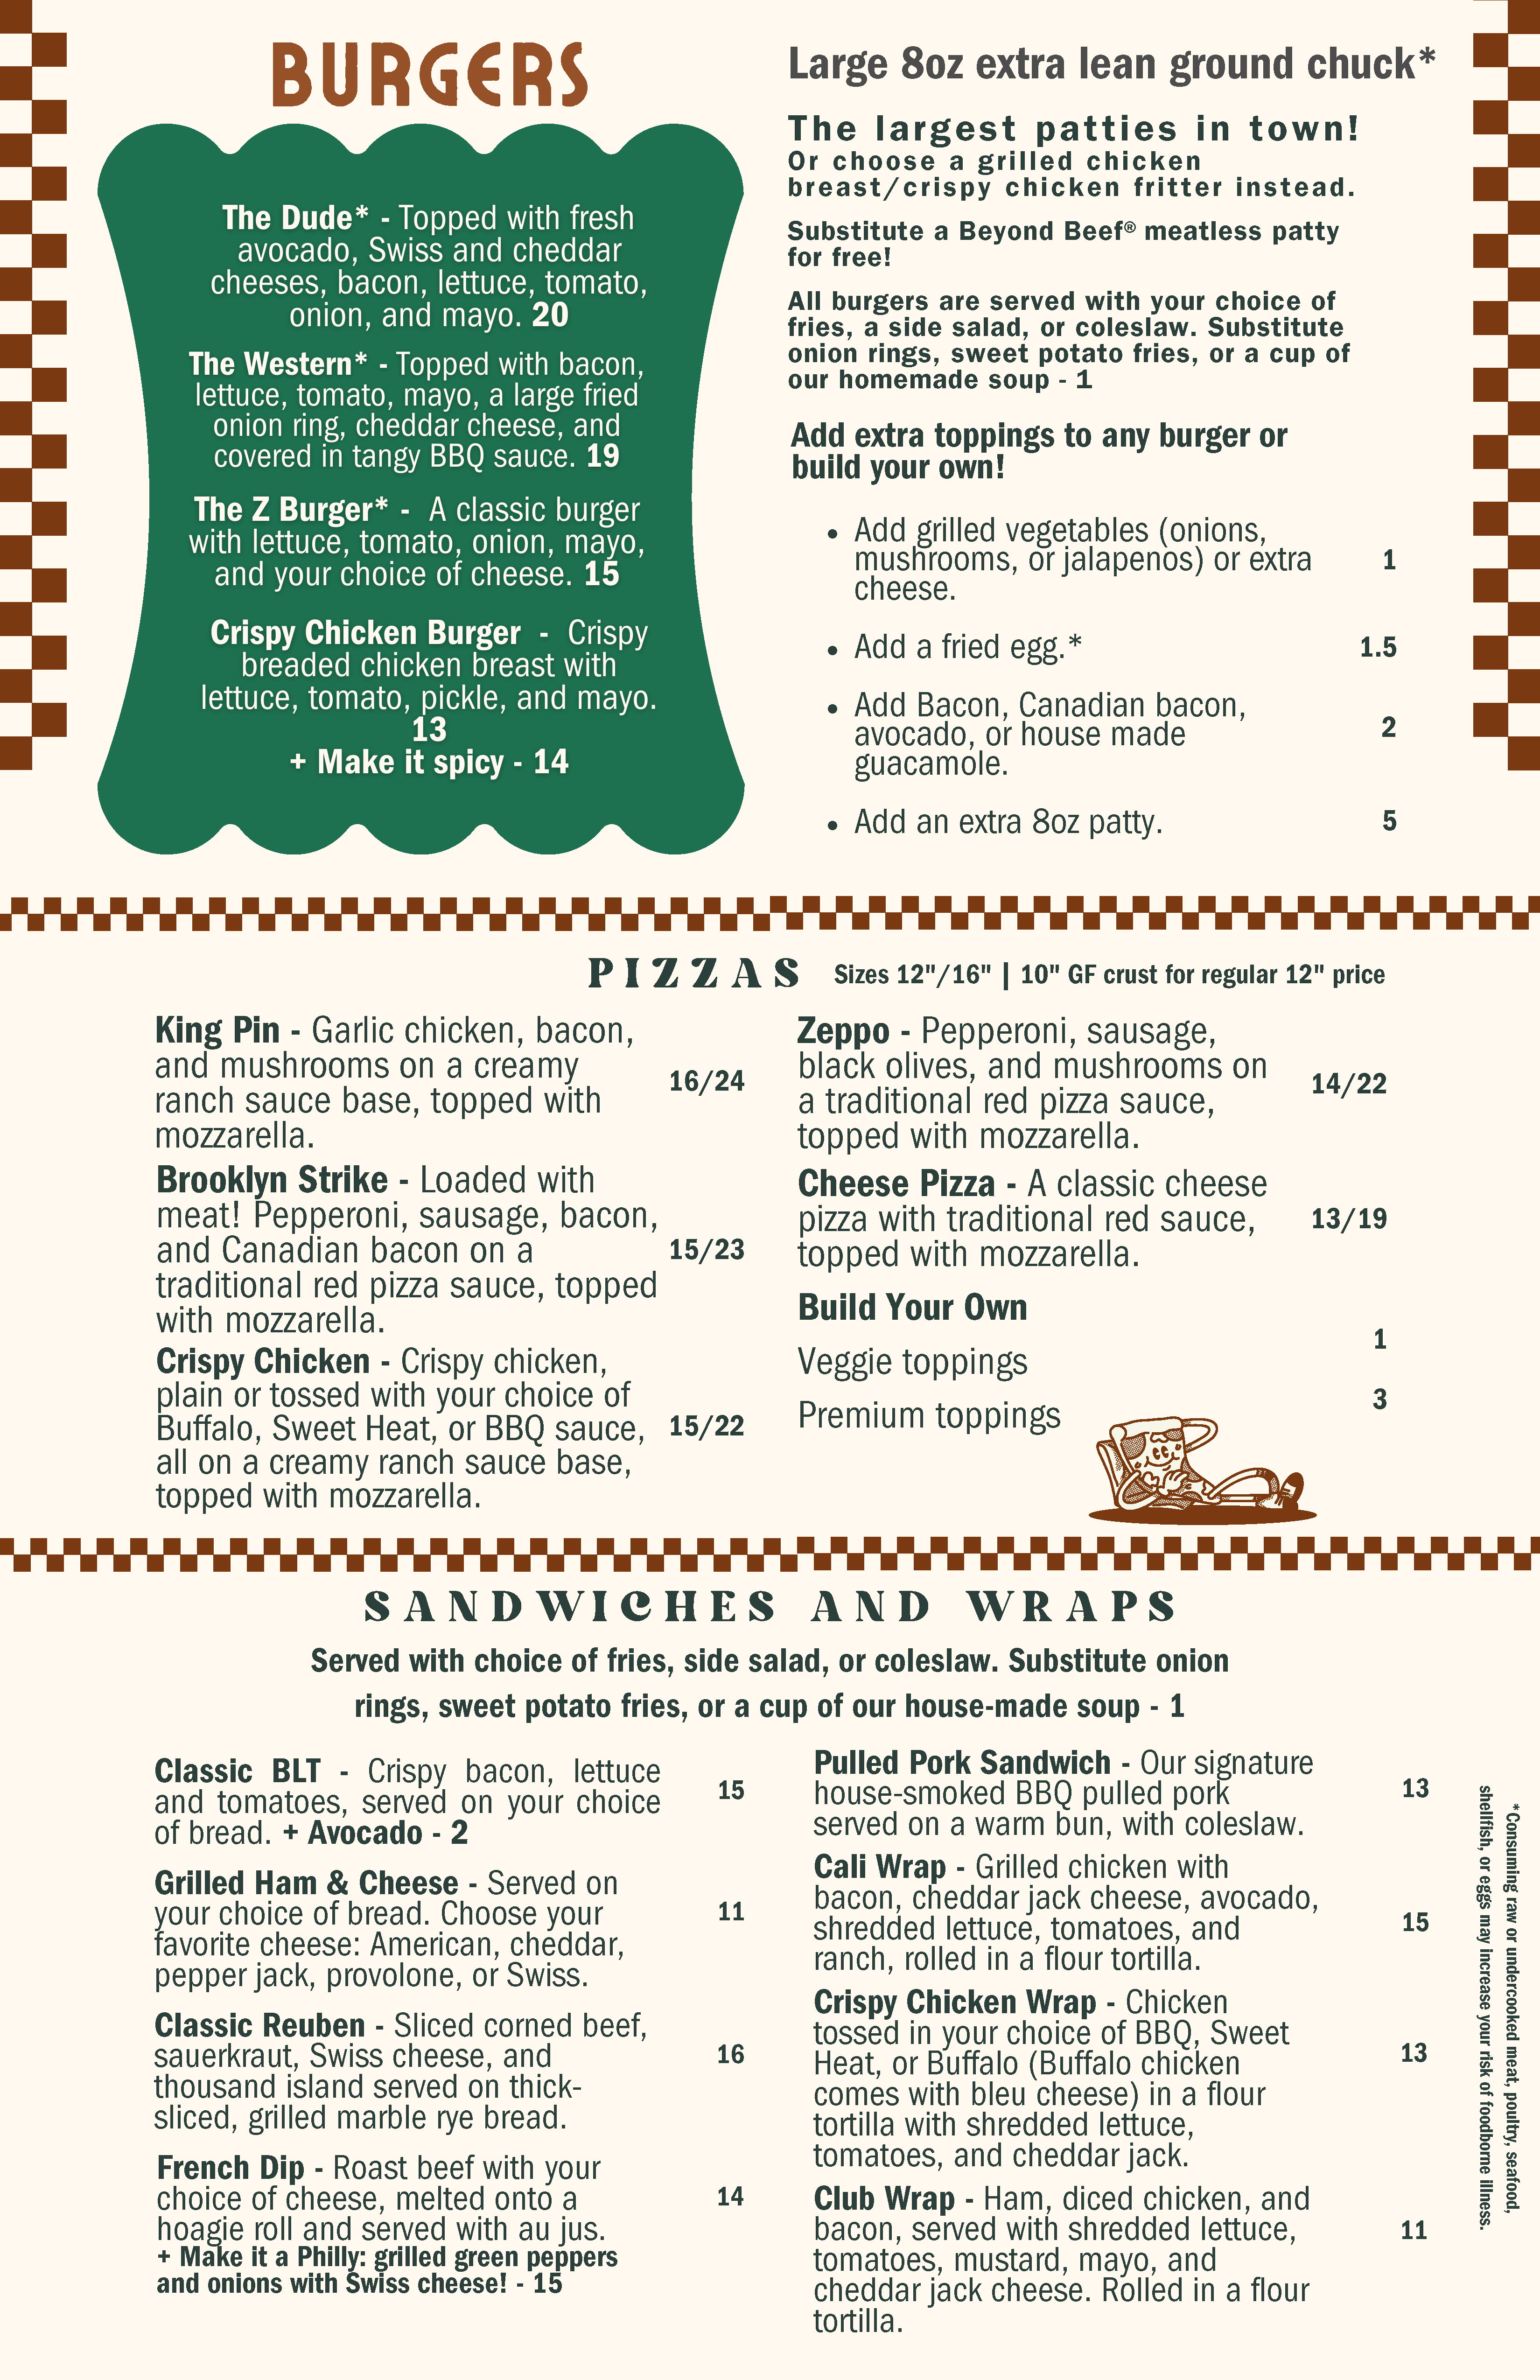 BURGERS
The Dude* - Topped with fresh
avocado, Swiss and cheddar
cheeses, bacon, lettuce, tomato,
onion, and mayo. 20
The Western* - Topped with bacon,
lettuce, tomato, mayo, a large fried
onion ring, cheddar cheese, and
covered in tangy BBQ sauce. 19
The Z Burger* - A classic burger
with lettuce, tomato, onion, mayo,
and your choice of cheese. 15
Crispy Chicken Burger - Crispy
breaded chicken breast with
lettuce, tomato, pickle, and mayo.
13
+ Make it spicy - 14
Large 8oz extra lean ground chuck*
The largest patties in town!
Or choose a grilled chicken
breast/crispy chicken fritter instead.
Substitute a Beyond Beef® meatless patty
for free!
All burgers are served with your choice of
fries, a side salad, or coleslaw. Substitute
onion rings, sweet potato fries, or a cup of
our homemade soup - 1
Add extra toppings to any burger or
build your own!
• Add grilled vegetables (onions,
mushrooms, or jalapenos) or extra 1
cheese.
• Add a fried egg.* 1.5
• Add Bacon, Canadian bacon,
avocado, or house made 2
guacamole.
• Add an extra 8oz patty. 5
PIZZAS Sizes 12"/16" | 10" GF crust for regular 12" price
King Pin - Garlic chicken, bacon,
and mushrooms on a creamy 16/24
ranch sauce base, topped with
mozzarella.
Brooklyn Strike - Loaded with
meat! Pepperoni, sausage, bacon,
and Canadian bacon on a 15/23
traditional red pizza sauce, topped
with mozzarella.
Crispy Chicken - Crispy chicken,
plain or tossed with your choice of
Buffalo, Sweet Heat, or BBQ sauce, 15/22
all on a creamy ranch sauce base,
topped with mozzarella.
Zeppo - Pepperoni, sausage,
black olives, and mushrooms on 14/22
a traditional red pizza sauce,
topped with mozzarella.
Cheese Pizza - A classic cheese
pizza with traditional red sauce, 13/19
topped with mozzarella.
Build Your Own
Veggie toppings 1
Premium toppings 3
SANDWICHES AND WRAPS
Served with choice of fries, side salad, or coleslaw. Substitute onion
rings, sweet potato fries, or a cup of our house-made soup - 1
Classic BLT - Crispy bacon, lettuce
and tomatoes, served on your choice 15
of bread. + Avocado - 2
Grilled Ham & Cheese - Served on
your choice of bread. Choose your 11
favorite cheese: American, cheddar,
pepper jack, provolone, or Swiss.
Classic Reuben - Sliced corned beef,
sauerkraut, Swiss cheese, and 16
thousand island served on thick-
sliced, grilled marble rye bread.
French Dip - Roast beef with your
choice of cheese, melted onto a 14
hoagie roll and served with au jus.
+ Make it a Philly: grilled green peppers
and onions with Swiss cheese! - 15
Pulled Pork Sandwich - Our signature
house-smoked BBQ pulled pork 13
served on a warm bun, with coleslaw.
Cali Wrap - Grilled chicken with
bacon, cheddar jack cheese, avocado,
shredded lettuce, tomatoes, and 15
ranch, rolled in a flour tortilla.
Crispy Chicken Wrap - Chicken
tossed in your choice of BBQ, Sweet
Heat, or Buffalo (Buffalo chicken 13
comes with bleu cheese) in a flour
tortilla with shredded lettuce,
tomatoes, and cheddar jack.
Club Wrap - Ham, diced chicken, and
bacon, served with shredded lettuce, 11
tomatoes, mustard, mayo, and
cheddar jack cheese. Rolled in a flour
tortilla.
*Consuming raw or undercooked meat, poultry, seafood,
shellfish, or eggs may increase your risk of foodborne illness.